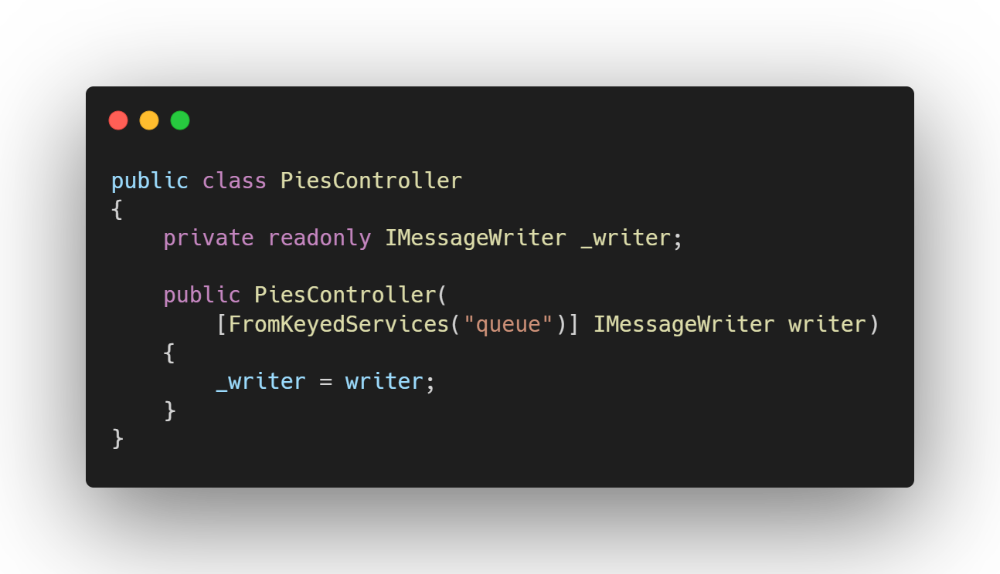 public class PiesController
{
    private readonly IMessageWriter _writer;

    public PiesController(
        [FromKeyedServices("queue")] IMessageWriter writer)
    {
        _writer = writer;
    }
}